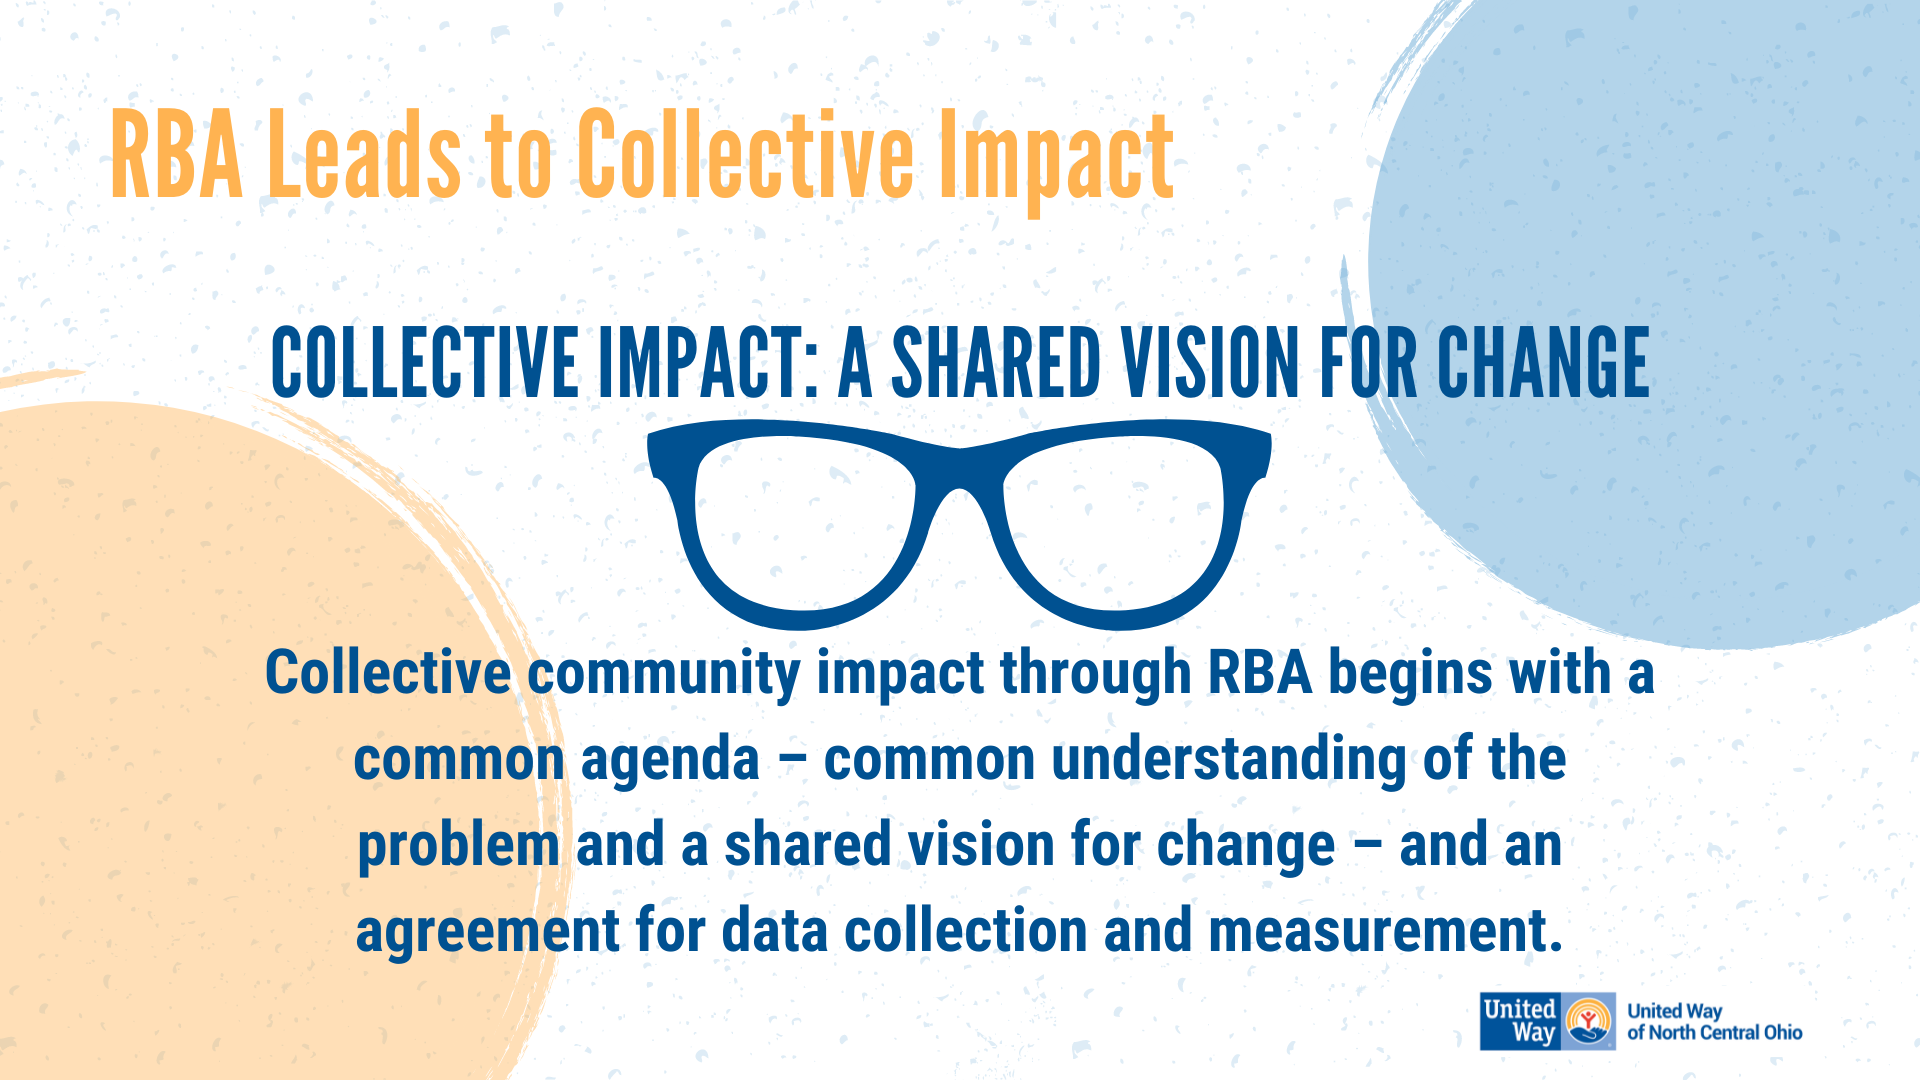 RBA Leads to Collective Impact
COLLECTIVE IMPACT: A SHARED VISION FOR CHANGE
Collective community impact through RBA begins with a
common agenda – common understanding of the
problem and a shared vision for change – and an
agreement for data collection and measurement.
United
Way
United Way
of North Central Ohio